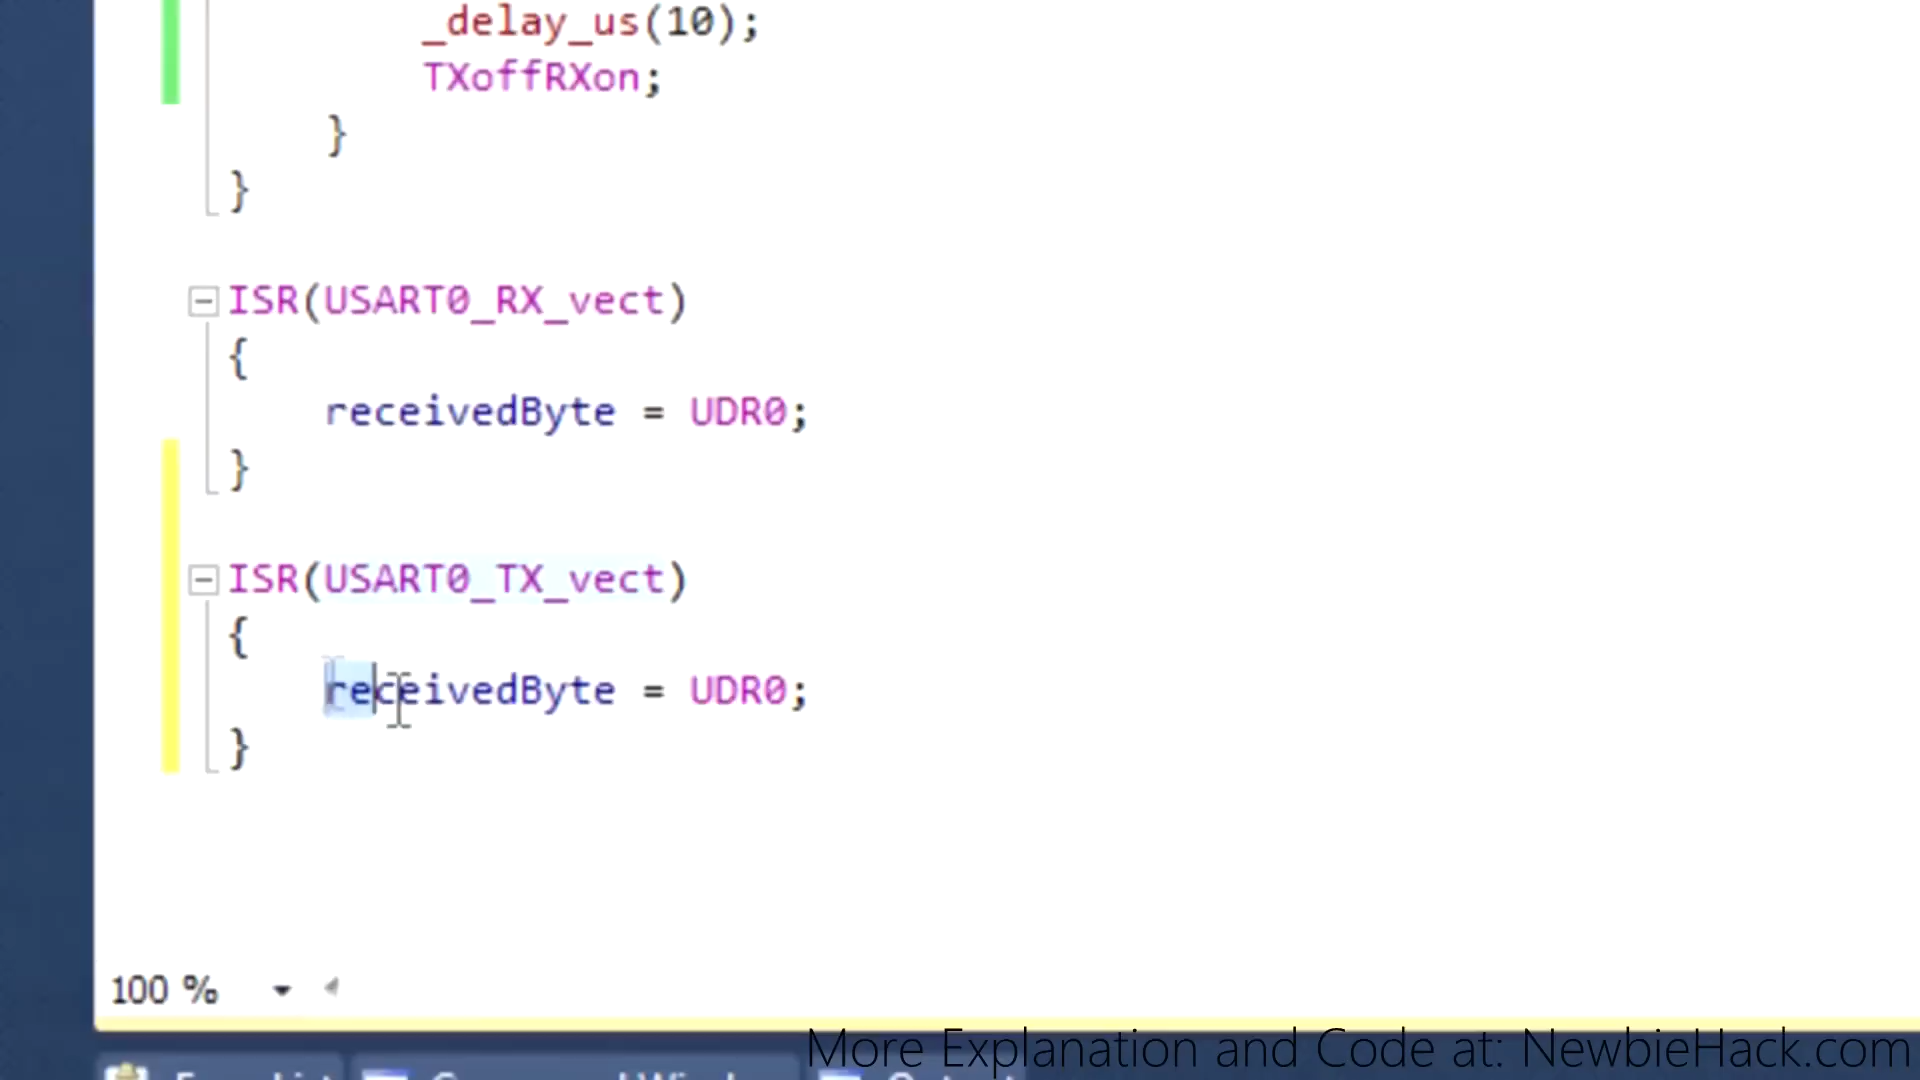 _delay_us(10);
TXoffRXon;
}
}
ISR(USART0_RX_vect)
{
receivedByte = UDR0;
}
ISR(USART0_TX_vect)
{
receivedByte = UDR0;
}
100 %
More Explanation and Code at: NewbieHack.com